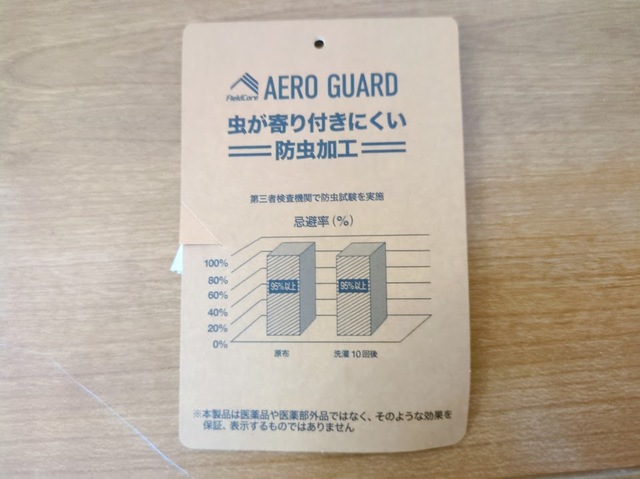 FieldCore AERO GUARD
虫が寄り付きにくい
防虫加工
第三者検査機関で防虫試験を実施
忌避率(%)
100%
80%
60%
40%
20%
0%
95%以上 95%以上
原布 洗濯10回後
※本製品は医薬品や医薬部外品ではなく、そのような効果を
保証、表示するものではありません